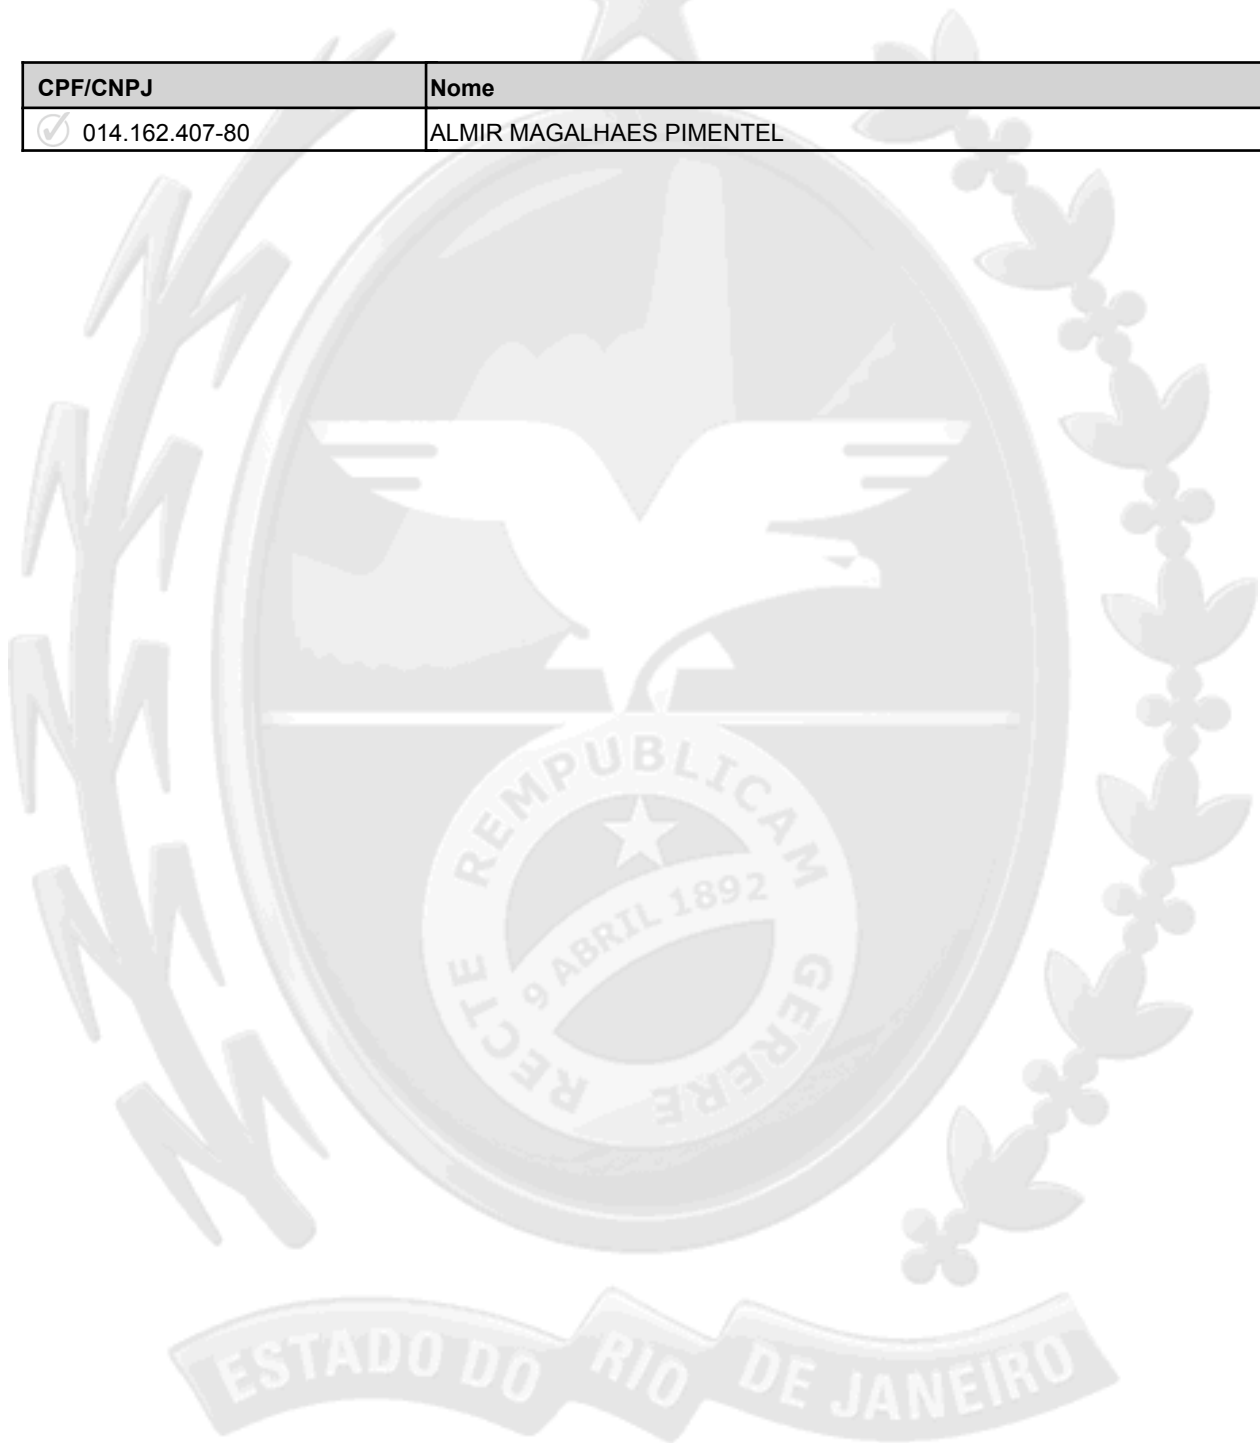 CPF/CNPJ Nome
014.162.407-80 ALMIR MAGALHAES PIMENTEL
REMPUBLICAM
9 ABRIL 1892
RECTE GERERE
ESTADO DO RIO DE JANEIRO